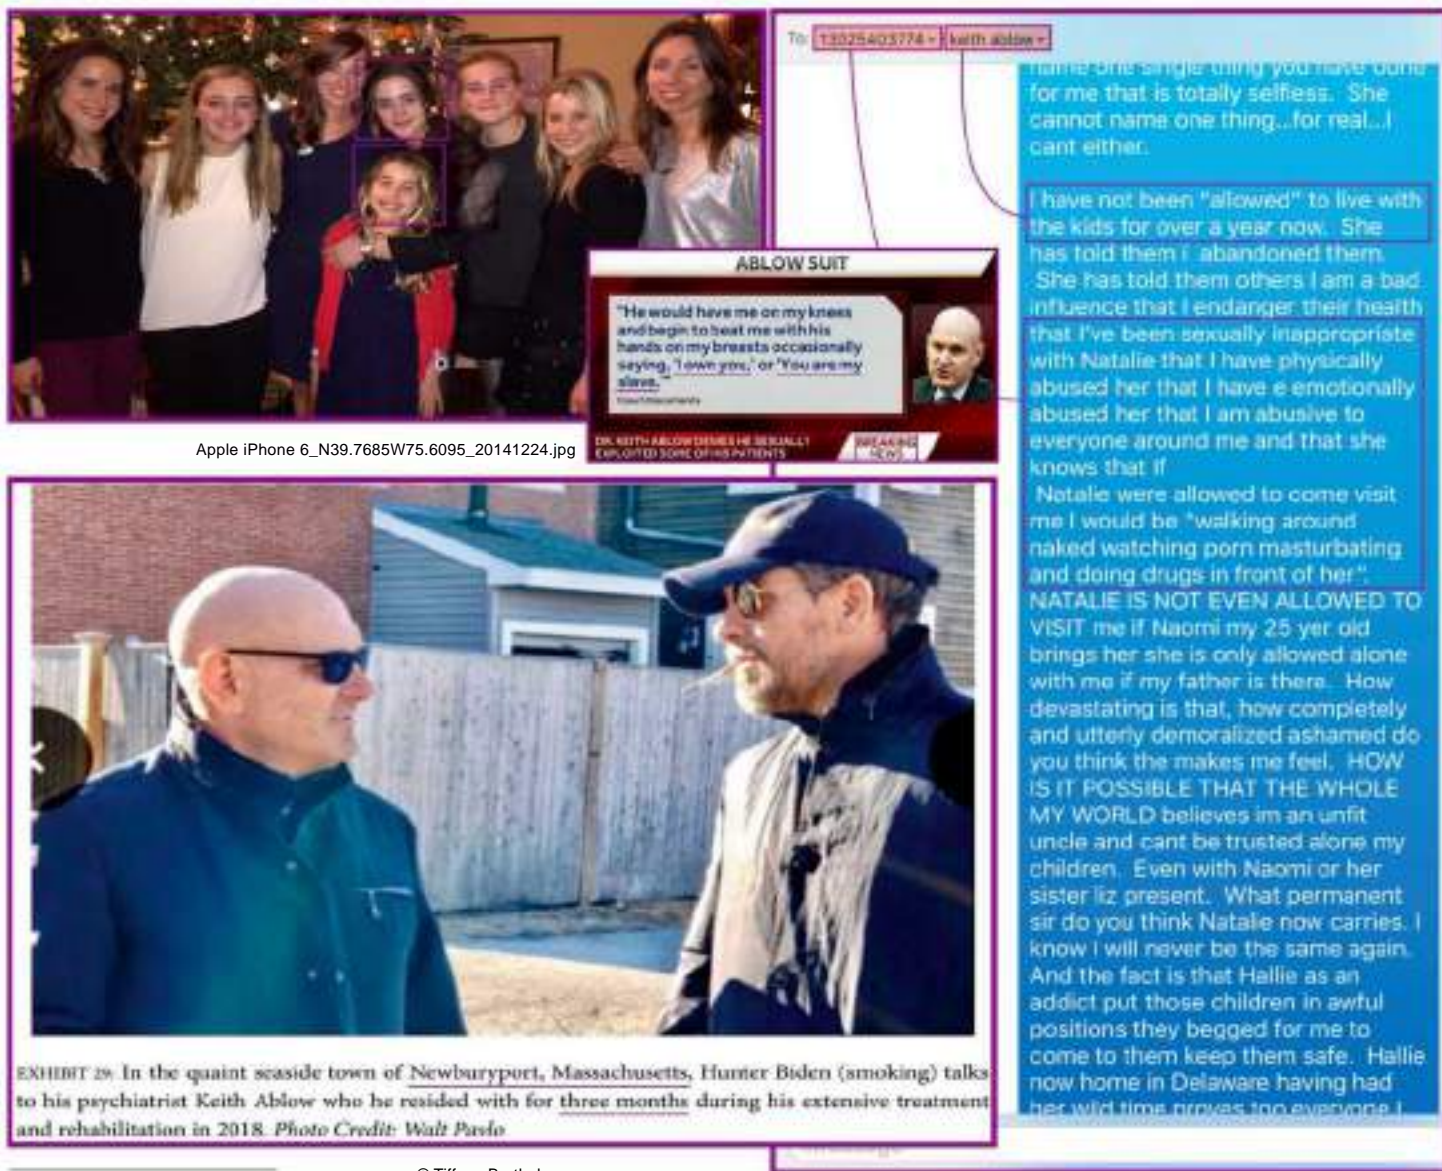 To: 13025403774 keith ablow
name one single thing you have done
for me that is totally selfless. She
cannot name one thing...for real...I
cant either.
I have not been "allowed" to live with
the kids for over a year now. She
has told them i abandoned them.
She has told them others I am a bad
influence that I endanger their health
that I've been sexually inappropriate
with Natalie that I have physically
abused her that I have e emotionally
abused her that I am abusive to
everyone around me and that she
knows that if
Natalie were allowed to come visit
me I would be "walking around
naked watching porn masturbating
and doing drugs in front of her".
NATALIE IS NOT EVEN ALLOWED TO
VISIT me if Naomi my 25 yer old
brings her she is only allowed alone
with me if my father is there. How
devastating is that, how completely
and utterly demoralized ashamed do
you think the makes me feel. HOW
IS IT POSSIBLE THAT THE WHOLE
MY WORLD believes im an unfit
uncle and cant be trusted alone my
children. Even with Naomi or her
sister liz present. What permanent
sir do you think Natalie now carries. I
know I will never be the same again.
And the fact is that Hallie as an
addict put those children in awful
positions they begged for me to
come to them keep them safe. Hallie
now home in Delaware having had
her wild time proves too everyone I
ABLOW SUIT
"He would have me on my knees
and begin to beat me with his
hands on my breasts occasionally
saying, 'I own you,' or 'You are my
slave.'"
Court Documents
DR. KEITH ABLOW DENIES HE SEXUALLY
EXPLOITED SOME OF HIS PATIENTS
BREAKING
NEWS
Apple iPhone 6_N39.7685W75.6095_20141224.jpg
EXHIBIT 29: In the quaint seaside town of Newburyport, Massachusetts, Hunter Biden (smoking) talks
to his psychiatrist Keith Ablow who he resided with for three months during his extensive treatment
and rehabilitation in 2018. Photo Credit: Walt Pavlo